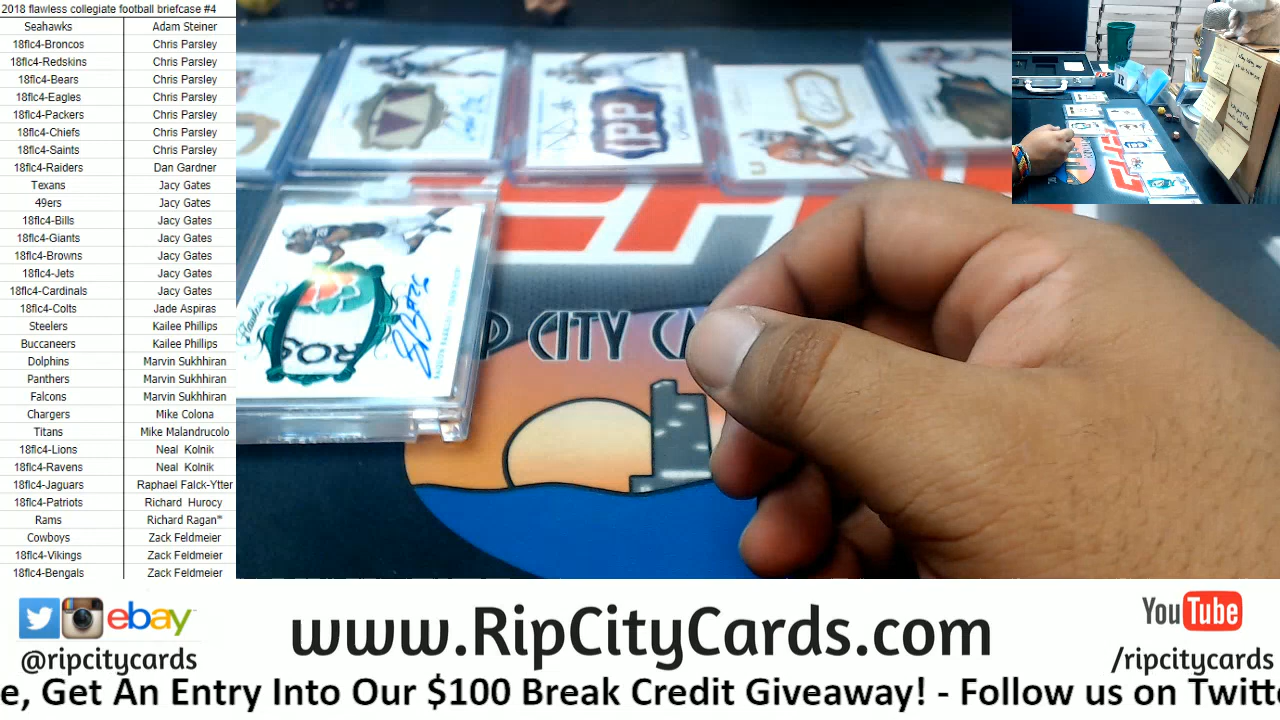 2018 flawless collegiate football briefcase #4
Seahawks Adam Steiner
18flc4-Broncos Chris Parsley
18flc4-Redskins Chris Parsley
18flc4-Bears Chris Parsley
18flc4-Eagles Chris Parsley
18flc4-Packers Chris Parsley
18flc4-Chiefs Chris Parsley
18flc4-Saints Chris Parsley
18flc4-Raiders Dan Gardner
Texans Jacy Gates
49ers Jacy Gates
18flc4-Bills Jacy Gates
18flc4-Giants Jacy Gates
18flc4-Browns Jacy Gates
18flc4-Jets Jacy Gates
18flc4-Cardinals Jacy Gates
18flc4-Colts Jade Aspiras
Steelers Kailee Phillips
Buccaneers Kailee Phillips
Dolphins Marvin Sukhhiran
Panthers Marvin Sukhhiran
Falcons Marvin Sukhhiran
Chargers Mike Colona
Titans Mike Malandrucolo
18flc4-Lions Neal Kolnik
18flc4-Ravens Neal Kolnik
18flc4-Jaguars Raphael Falck-Ytter
18flc4-Patriots Richard Hurocy
Rams Richard Ragan*
Cowboys Zack Feldmeier
18flc4-Vikings Zack Feldmeier
18flc4-Bengals Zack Feldmeier
P CITY CA
ROS
ebay
@ripcitycards
www.RipCityCards.com
YouTube
/ripcitycards
e, Get An Entry Into Our $100 Break Credit Giveaway! - Follow us on Twitte